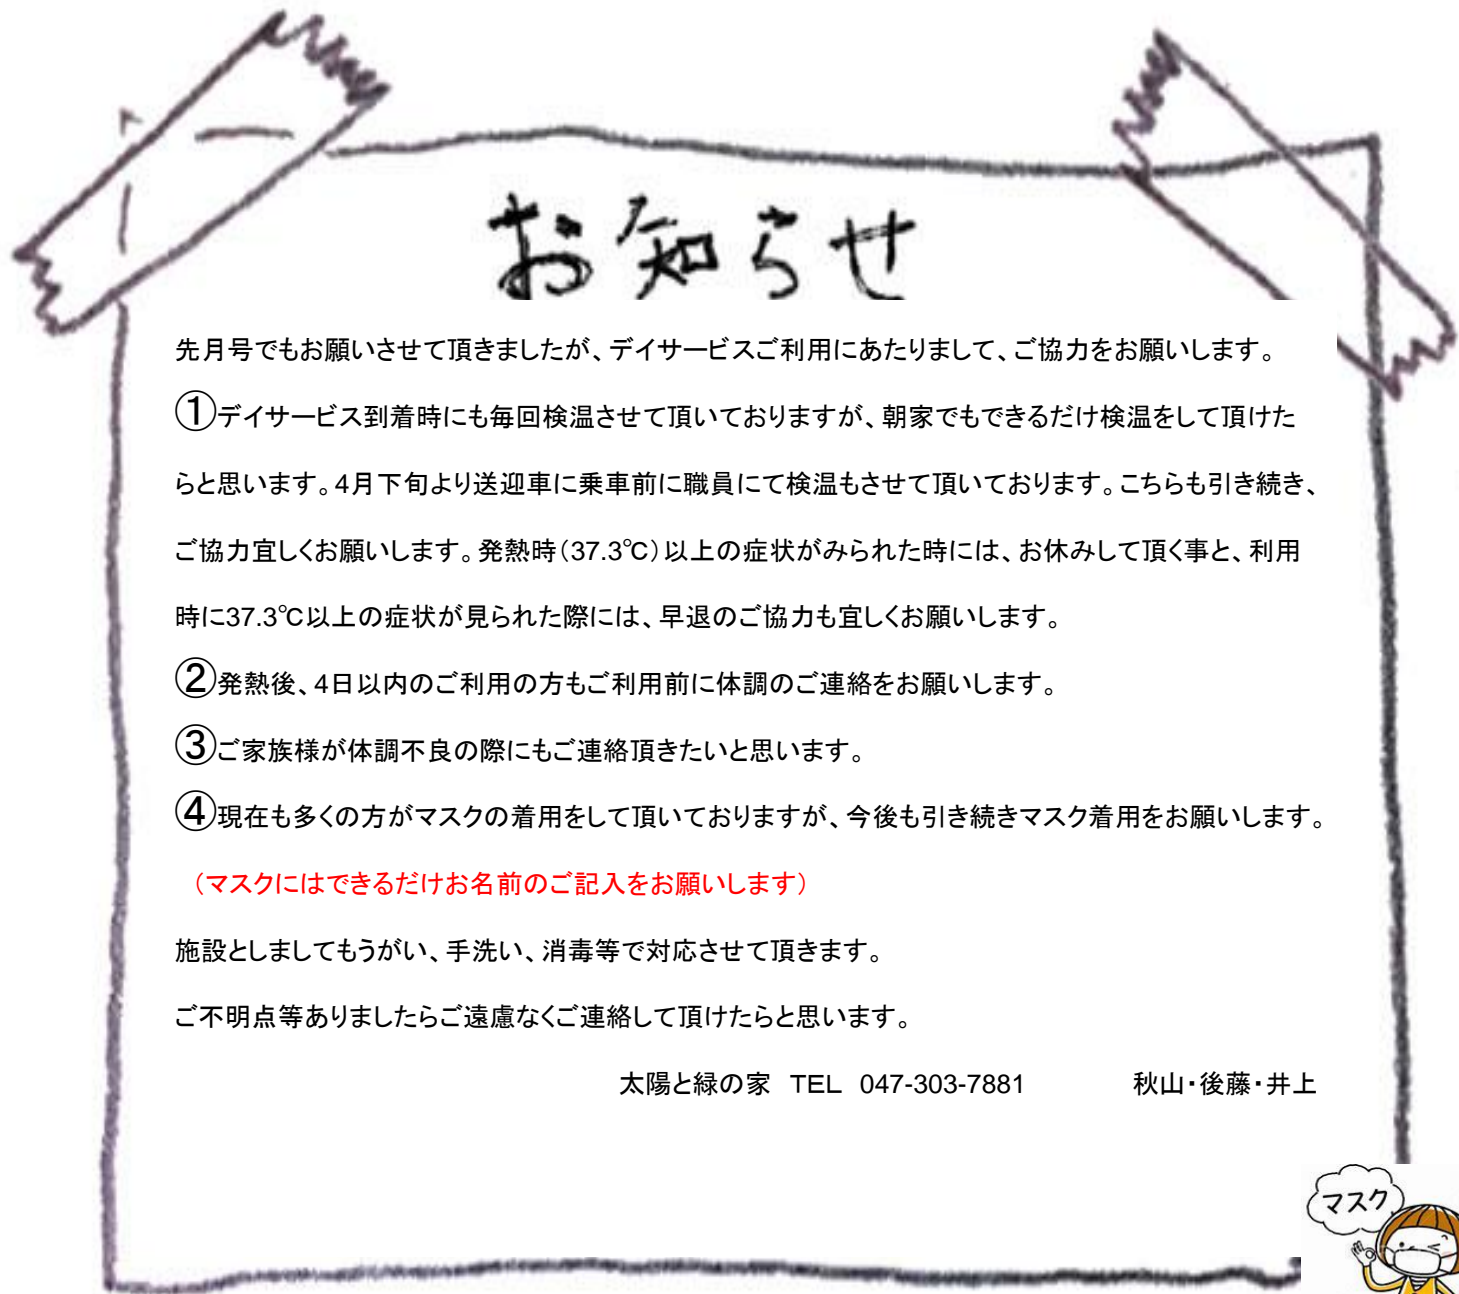 お知らせ
先月号でもお願いさせて頂きましたが、デイサービスご利用にあたりまして、ご協力をお願いします。
①デイサービス到着時にも毎回検温させて頂いておりますが、朝家でもできるだけ検温をして頂けた
らと思います。4月下旬より送迎車に乗車前に職員にて検温もさせて頂いております。こちらも引き続き、
ご協力宜しくお願いします。発熱時(37.3℃)以上の症状がみられた時には、お休みして頂く事と、利用
時に37.3℃以上の症状が見られた際には、早退のご協力も宜しくお願いします。
②発熱後、4日以内のご利用の方もご利用前に体調のご連絡をお願いします。
③ご家族様が体調不良の際にもご連絡頂きたいと思います。
④現在も多くの方がマスクの着用をして頂いておりますが、今後も引き続きマスク着用をお願いします。
(マスクにはできるだけお名前のご記入をお願いします)
施設としましてもうがい、手洗い、消毒等で対応させて頂きます。
ご不明点等ありましたらご遠慮なくご連絡して頂けたらと思います。
太陽と緑の家 TEL 047-303-7881 秋山・後藤・井上
マスク